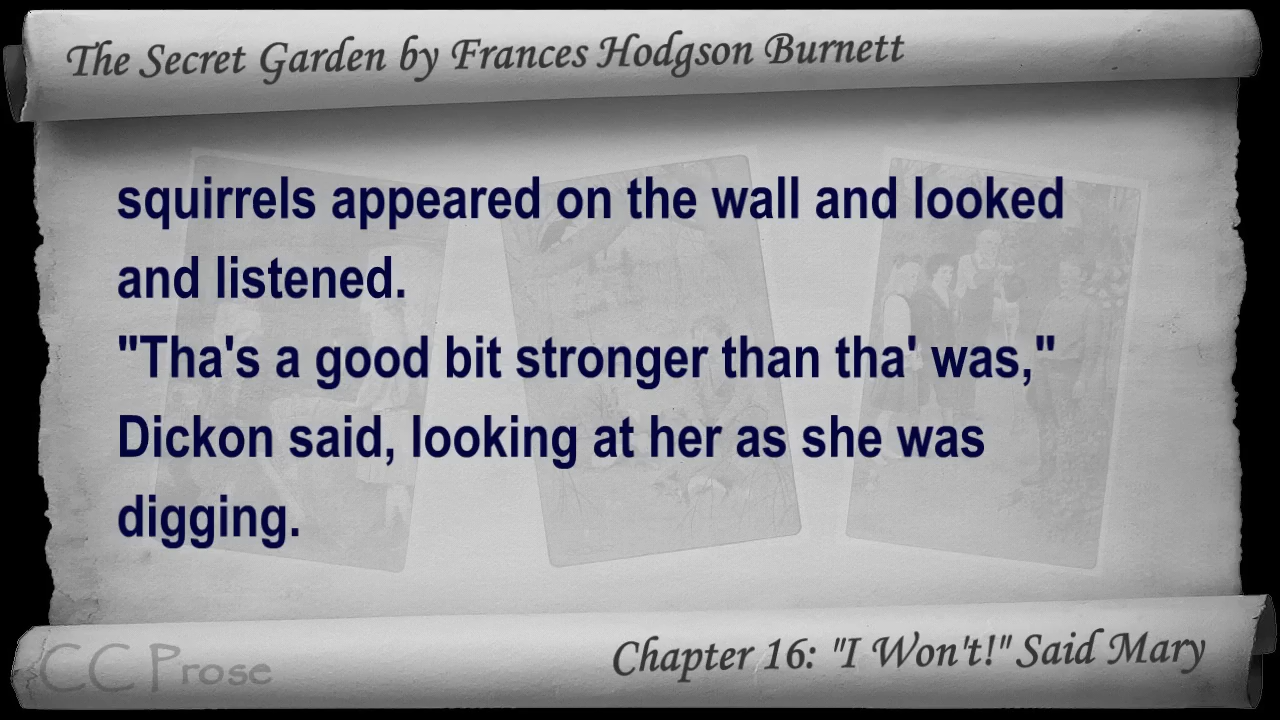 The Secret Garden by Frances Hodgson Burnett
squirrels appeared on the wall and looked
and listened.
"Tha's a good bit stronger than tha' was,"
Dickon said, looking at her as she was
digging.
CC Prose
Chapter 16: "I Won't!" Said Mary